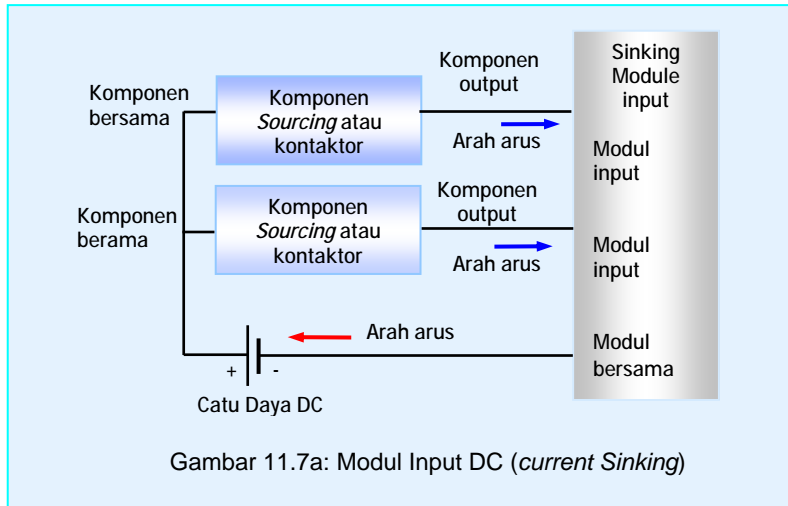 Komponen
bersama
Komponen
Sourcing atau
kontaktor
Komponen
output
Arah arus
Sinking
Module
input
Modul
input
Komponen
berama
Komponen
Sourcing atau
kontaktor
Komponen
output
Arah arus
Modul
input
Arah arus
Modul
bersama
+ -
Catu Daya DC
Gambar 11.7a: Modul Input DC (current Sinking)